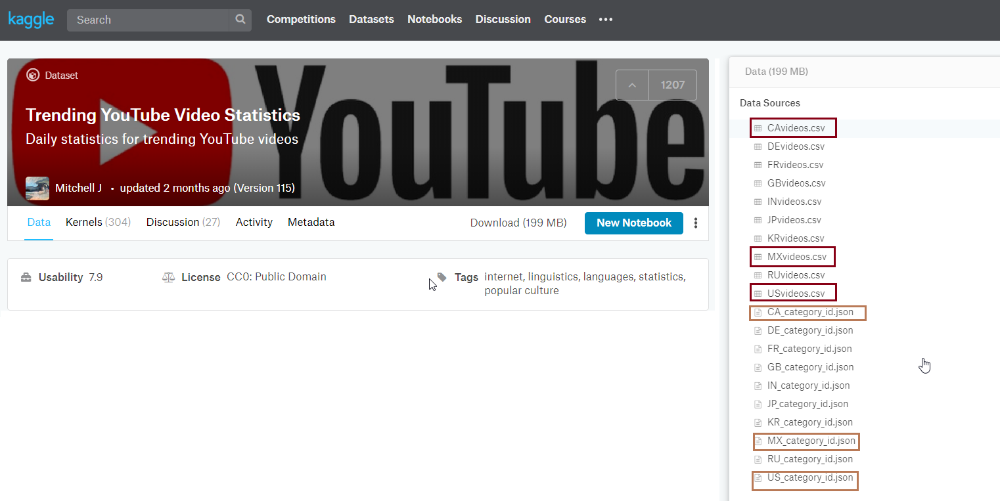 kaggle
Search
Competitions Datasets Notebooks Discussion Courses
Dataset
1207
YouTube
Trending YouTube Video Statistics
Daily statistics for trending YouTube videos
Mitchell J • updated 2 months ago (Version 115)
Data Kernels (304) Discussion (27) Activity Metadata Download (199 MB) New Notebook
Usability 7.9 License CC0: Public Domain Tags internet, linguistics, languages, statistics,
popular culture
Data (199 MB)
Data Sources
CAvideos.csv
DEvideos.csv
FRvideos.csv
GBvideos.csv
INvideos.csv
JPvideos.csv
KRvideos.csv
MXvideos.csv
RUvideos.csv
USvideos.csv
CA_category_id.json
DE_category_id.json
FR_category_id.json
GB_category_id.json
IN_category_id.json
JP_category_id.json
KR_category_id.json
MX_category_id.json
RU_category_id.json
US_category_id.json